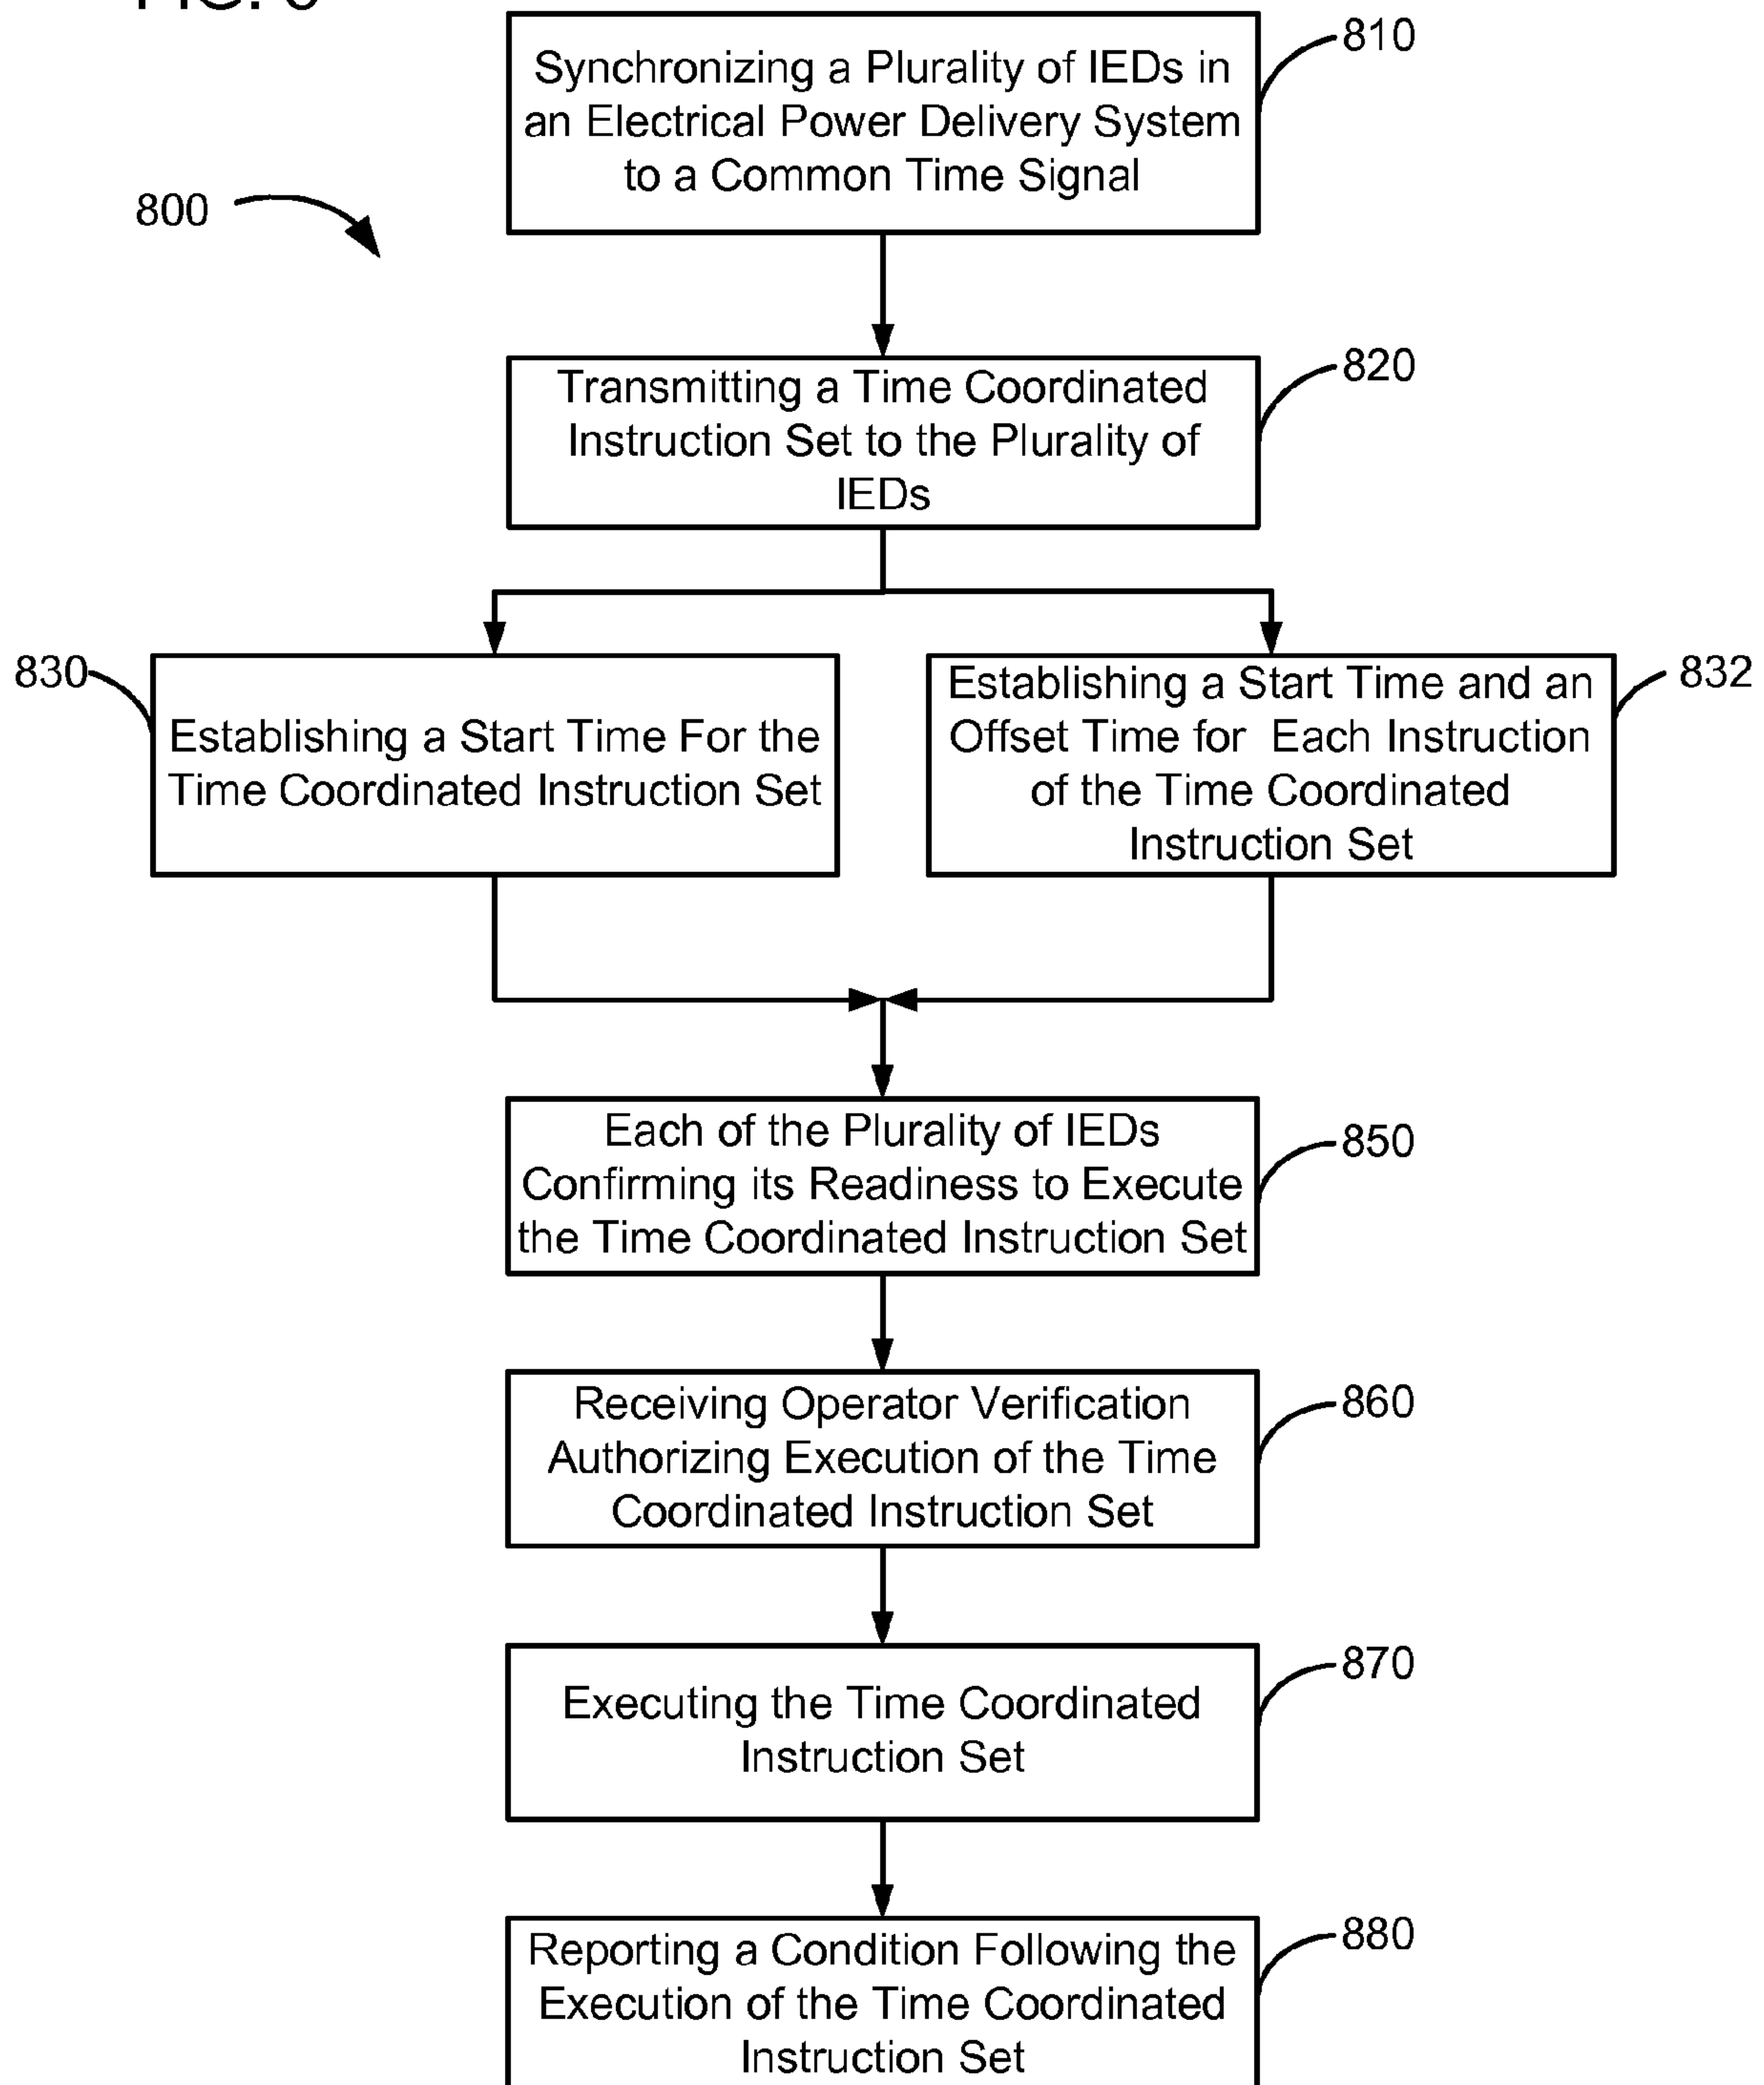 810
Synchronizing a Plurality of IEDs in
an Electrical Power Delivery System
to a Common Time Signal
800
820
Transmitting a Time Coordinated
Instruction Set to the Plurality of
IEDs
830
Establishing a Start Time For the
Time Coordinated Instruction Set
832
Establishing a Start Time and an
Offset Time for Each Instruction
of the Time Coordinated
Instruction Set
850
Each of the Plurality of IEDs
Confirming its Readiness to Execute
the Time Coordinated Instruction Set
860
Receiving Operator Verification
Authorizing Execution of the Time
Coordinated Instruction Set
870
Executing the Time Coordinated
Instruction Set
880
Reporting a Condition Following the
Execution of the Time Coordinated
Instruction Set